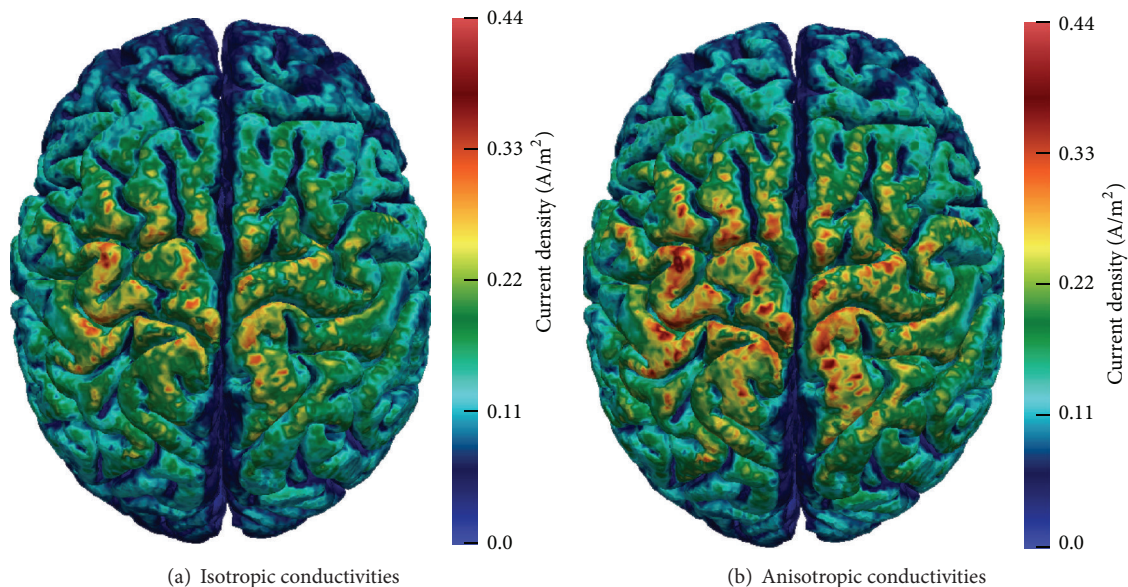 0.44
0.33
0.22
0.11
0.0
Current density (A/m²)
(a) Isotropic conductivities
0.44
0.33
0.22
0.11
0.0
Current density (A/m²)
(b) Anisotropic conductivities